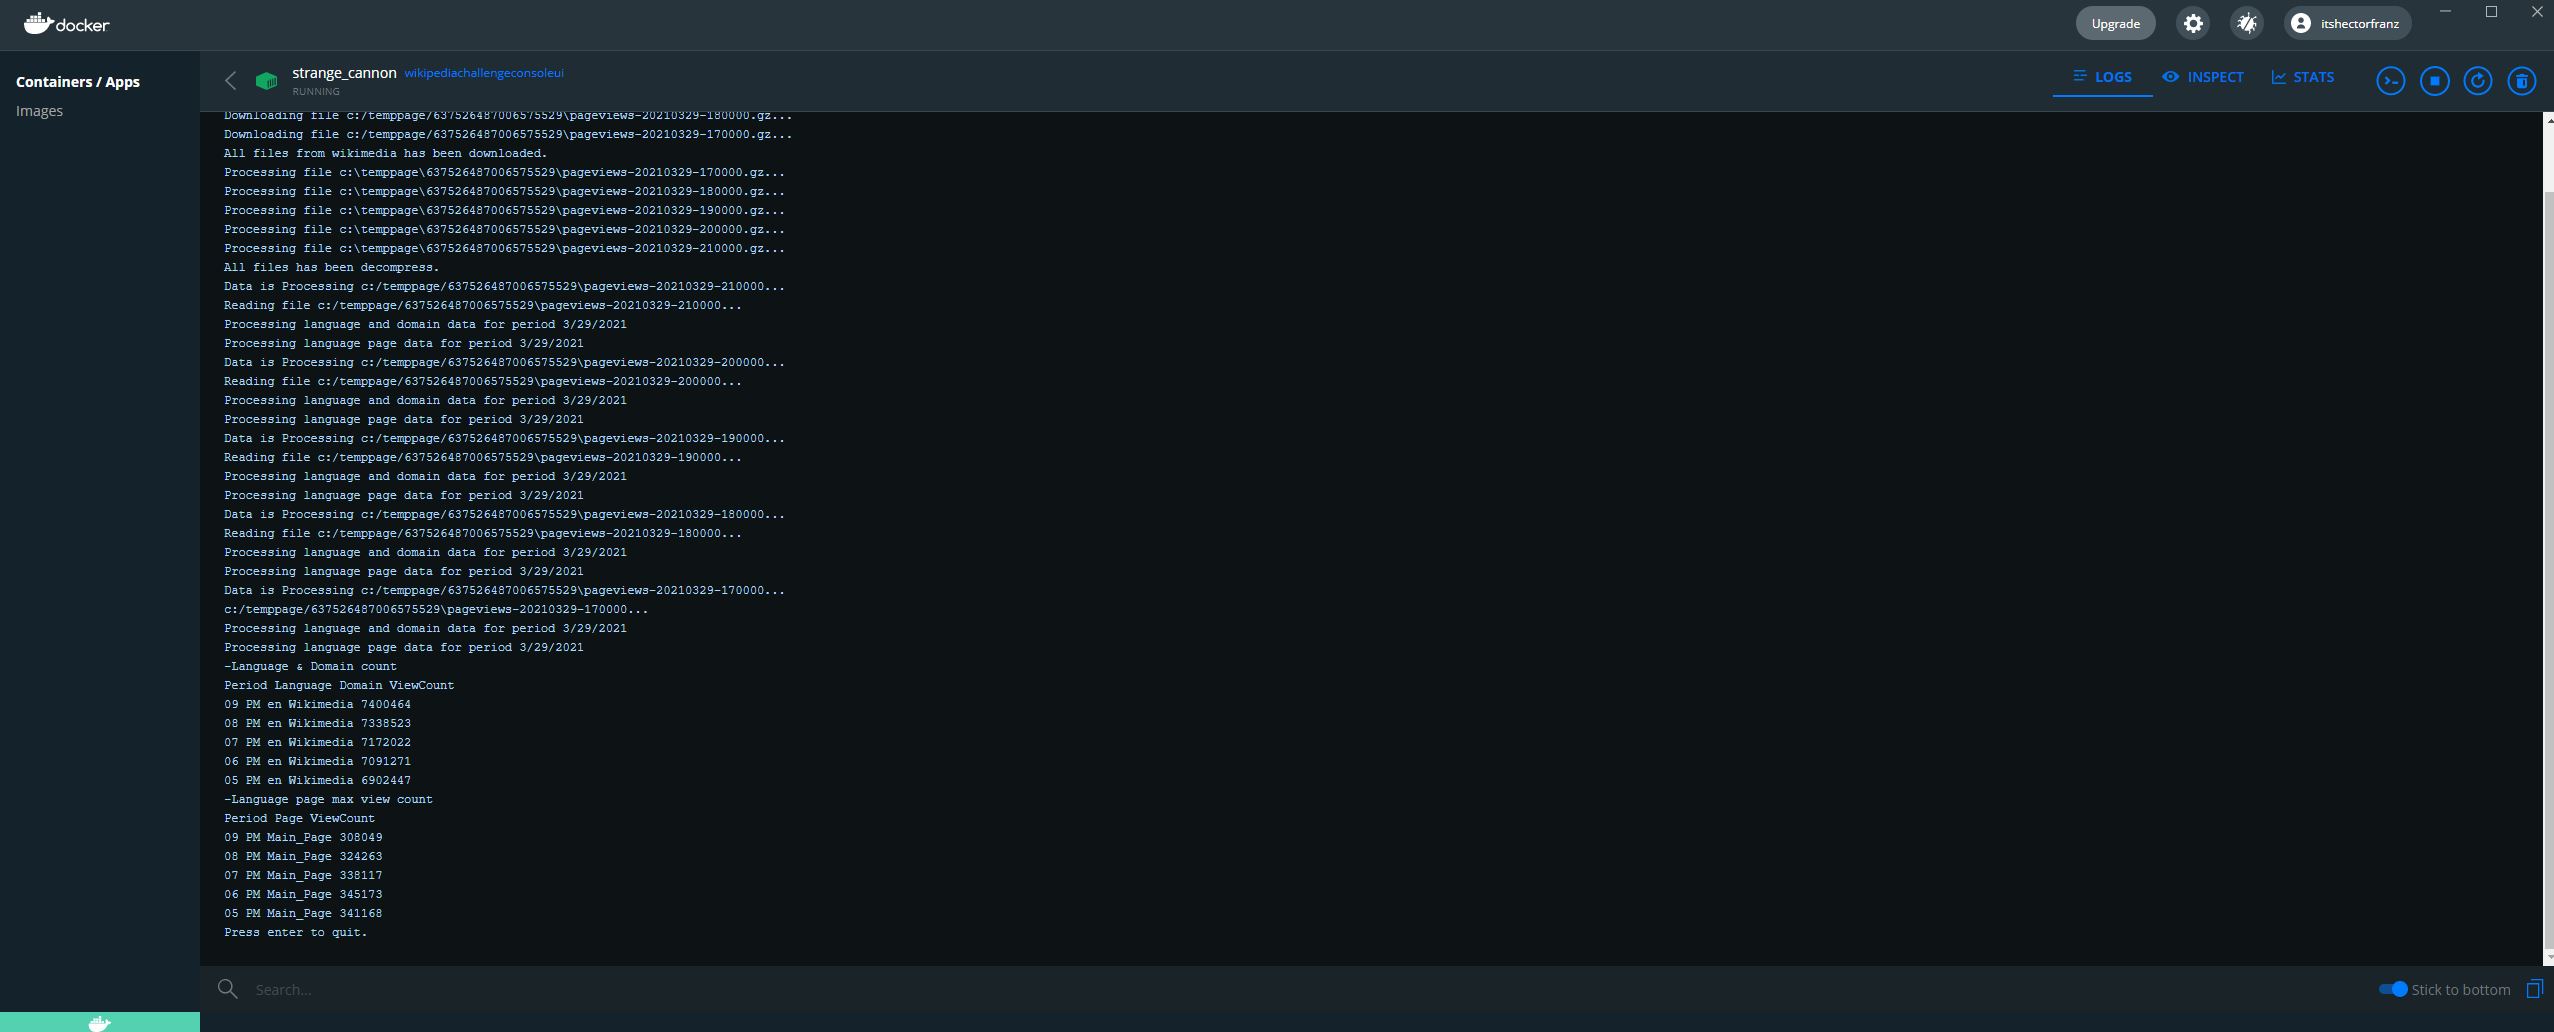 docker
Upgrade
itshectorfranz
Containers / Apps
Images
strange_cannon wikipediachallengeconsoleui
RUNNING
LOGS
INSPECT
STATS
Downloading file c:/temppage/637526487006575529\pageviews-20210329-180000.gz...
Downloading file c:/temppage/637526487006575529\pageviews-20210329-170000.gz...
All files from wikimedia has been downloaded.
Processing file c:\temppage\637526487006575529\pageviews-20210329-170000.gz...
Processing file c:\temppage\637526487006575529\pageviews-20210329-180000.gz...
Processing file c:\temppage\637526487006575529\pageviews-20210329-190000.gz...
Processing file c:\temppage\637526487006575529\pageviews-20210329-200000.gz...
Processing file c:\temppage\637526487006575529\pageviews-20210329-210000.gz...
All files has been decompress.
Data is Processing c:/temppage/637526487006575529\pageviews-20210329-210000...
Reading file c:/temppage/637526487006575529\pageviews-20210329-210000...
Processing language and domain data for period 3/29/2021
Processing language page data for period 3/29/2021
Data is Processing c:/temppage/637526487006575529\pageviews-20210329-200000...
Reading file c:/temppage/637526487006575529\pageviews-20210329-200000...
Processing language and domain data for period 3/29/2021
Processing language page data for period 3/29/2021
Data is Processing c:/temppage/637526487006575529\pageviews-20210329-190000...
Reading file c:/temppage/637526487006575529\pageviews-20210329-190000...
Processing language and domain data for period 3/29/2021
Processing language page data for period 3/29/2021
Data is Processing c:/temppage/637526487006575529\pageviews-20210329-180000...
Reading file c:/temppage/637526487006575529\pageviews-20210329-180000...
Processing language and domain data for period 3/29/2021
Processing language page data for period 3/29/2021
Data is Processing c:/temppage/637526487006575529\pageviews-20210329-170000...
c:/temppage/637526487006575529\pageviews-20210329-170000...
Processing language and domain data for period 3/29/2021
Processing language page data for period 3/29/2021
-Language & Domain count
Period Language Domain ViewCount
09 PM en Wikimedia 7400464
08 PM en Wikimedia 7338523
07 PM en Wikimedia 7172022
06 PM en Wikimedia 7091271
05 PM en Wikimedia 6902447
-Language page max view count
Period Page ViewCount
09 PM Main_Page 308049
08 PM Main_Page 324263
07 PM Main_Page 338117
06 PM Main_Page 345173
05 PM Main_Page 341168
Press enter to quit.
Search...
Stick to bottom